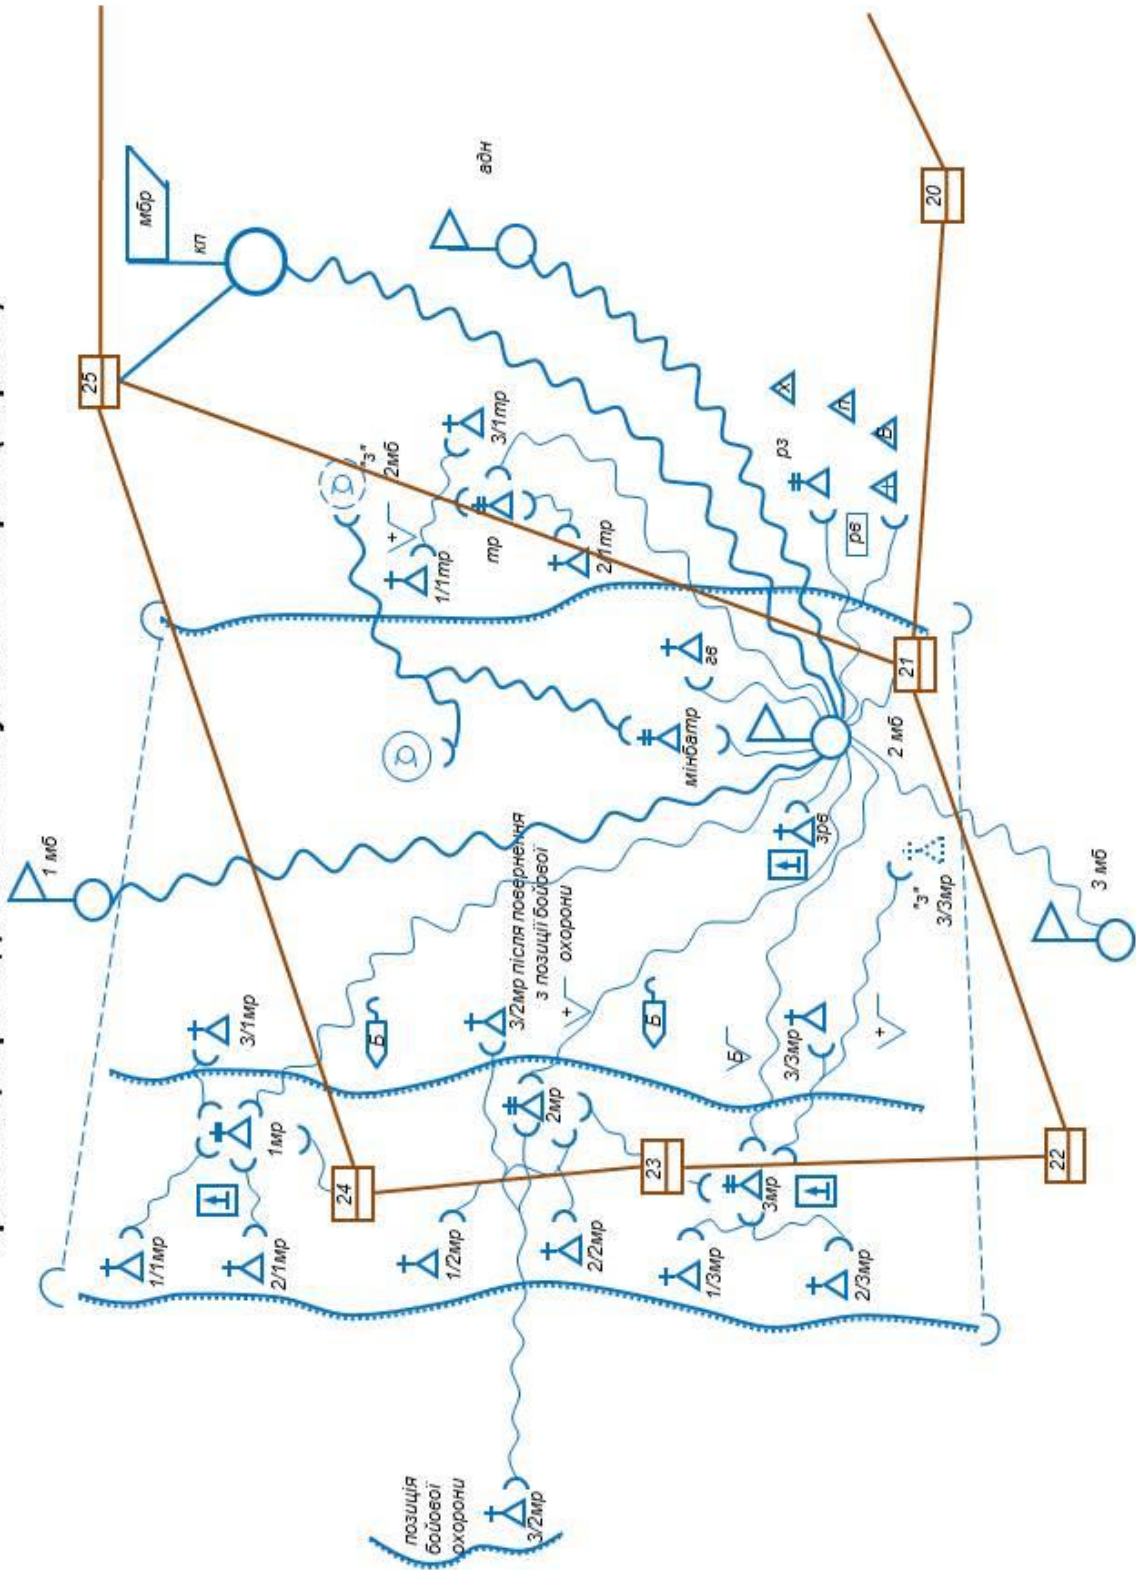 25
мбр
кп
адн
20
1 мб
"з"
2мб
3/1тр
1/1тр
тр
2/1тр
рз
Х
П
В
рв
21
гв
мінбатр
2 мб
зрв
"з"
3/3мр
3 мб
3/1мр
Б
3/2мр після повернення
з позиції бойової
охорони
+
Б
Б
3/3мр
+
+
1мр
24
2мр
23
3мр
22
1/1мр
2/1мр
1/2мр
2/2мр
1/3мр
2/3мр
позиція
бойової
охорони
3/2мр